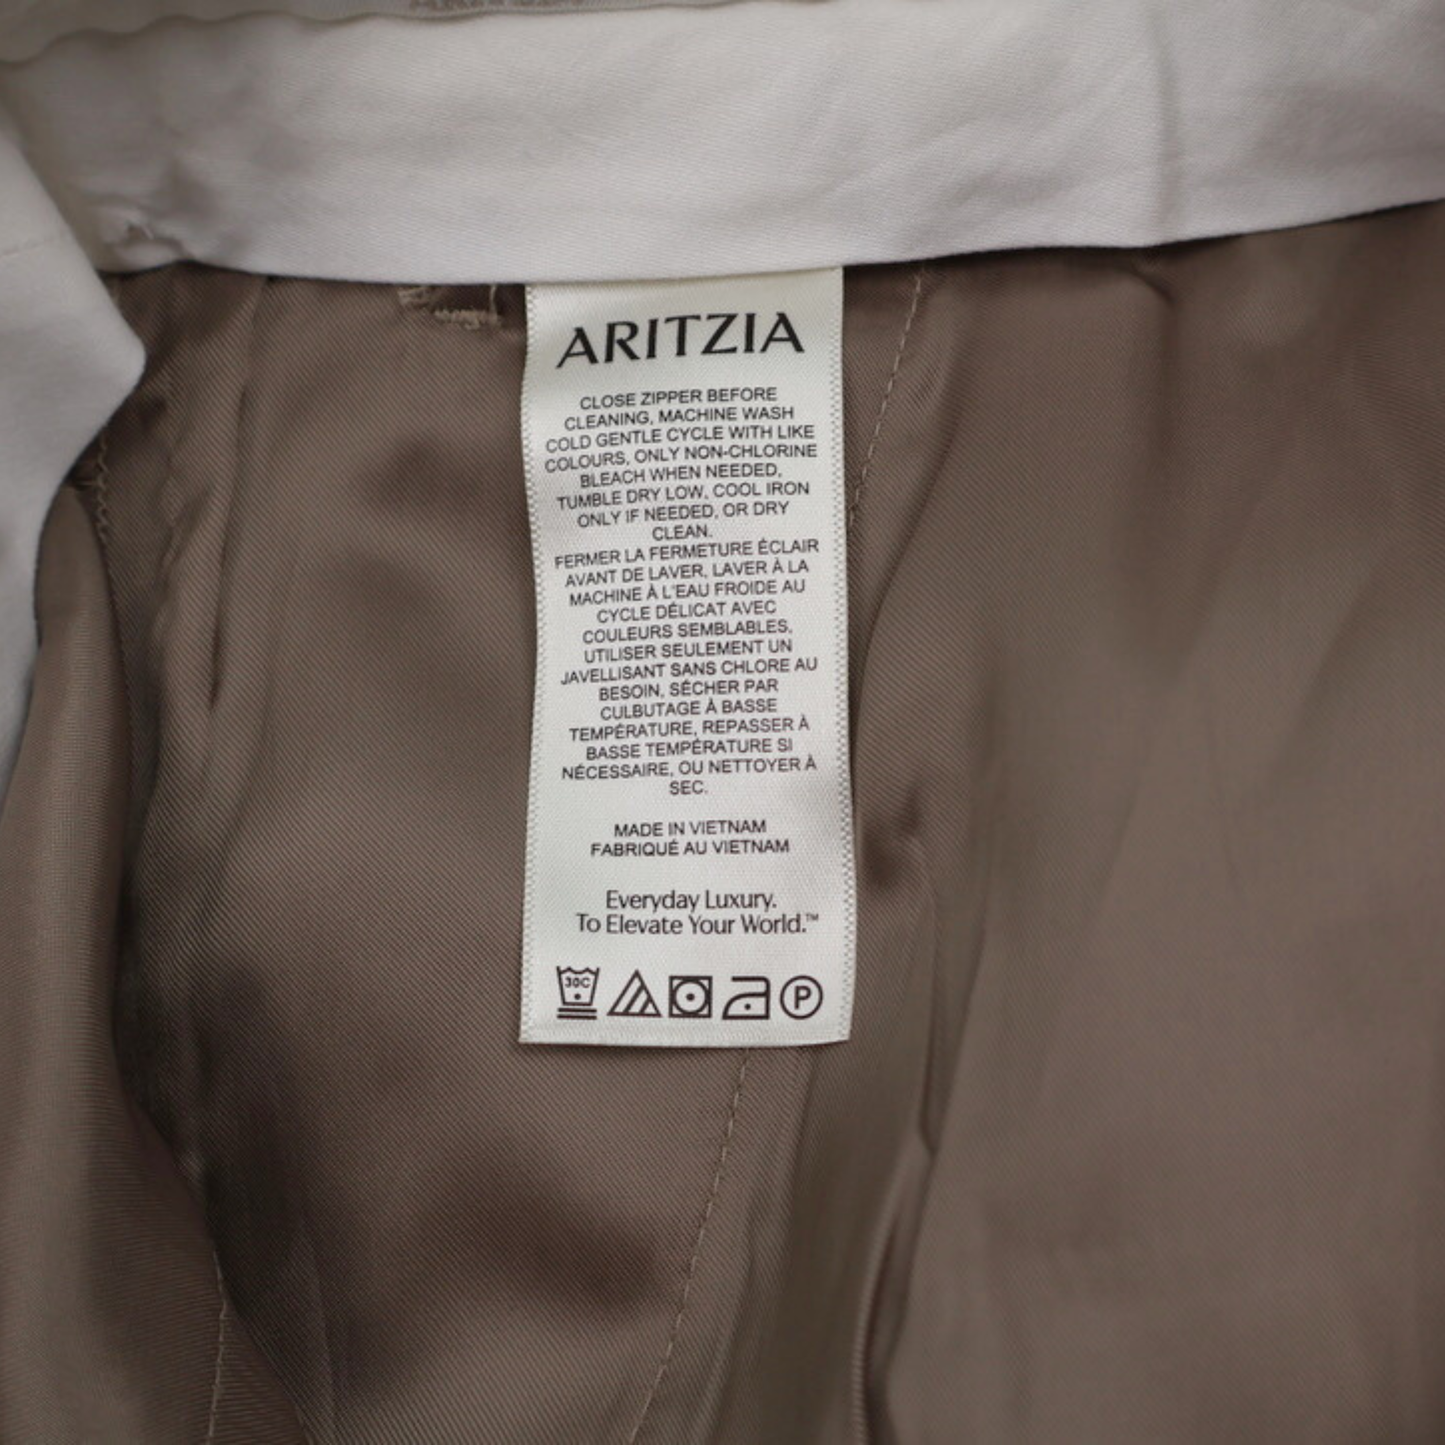 ARITZIA
CLOSE ZIPPER BEFORE
CLEANING, MACHINE WASH
COLD GENTLE CYCLE WITH LIKE
COLOURS, ONLY NON-CHLORINE
BLEACH WHEN NEEDED,
TUMBLE DRY LOW, COOL IRON
ONLY IF NEEDED, OR DRY
CLEAN.
FERMER LA FERMETURE ÉCLAIR
AVANT DE LAVER, LAVER À LA
MACHINE À L'EAU FROIDE AU
CYCLE DÉLICAT AVEC
COULEURS SEMBLABLES,
UTILISER SEULEMENT UN
JAVELLISANT SANS CHLORE AU
BESOIN, SÉCHER PAR
CULBUTAGE À BASSE
TEMPÉRATURE, REPASSER À
BASSE TEMPÉRATURE SI
NÉCESSAIRE, OU NETTOYER À
SEC.
MADE IN VIETNAM
FABRIQUÉ AU VIETNAM
Everyday Luxury.
To Elevate Your World.™
30C P